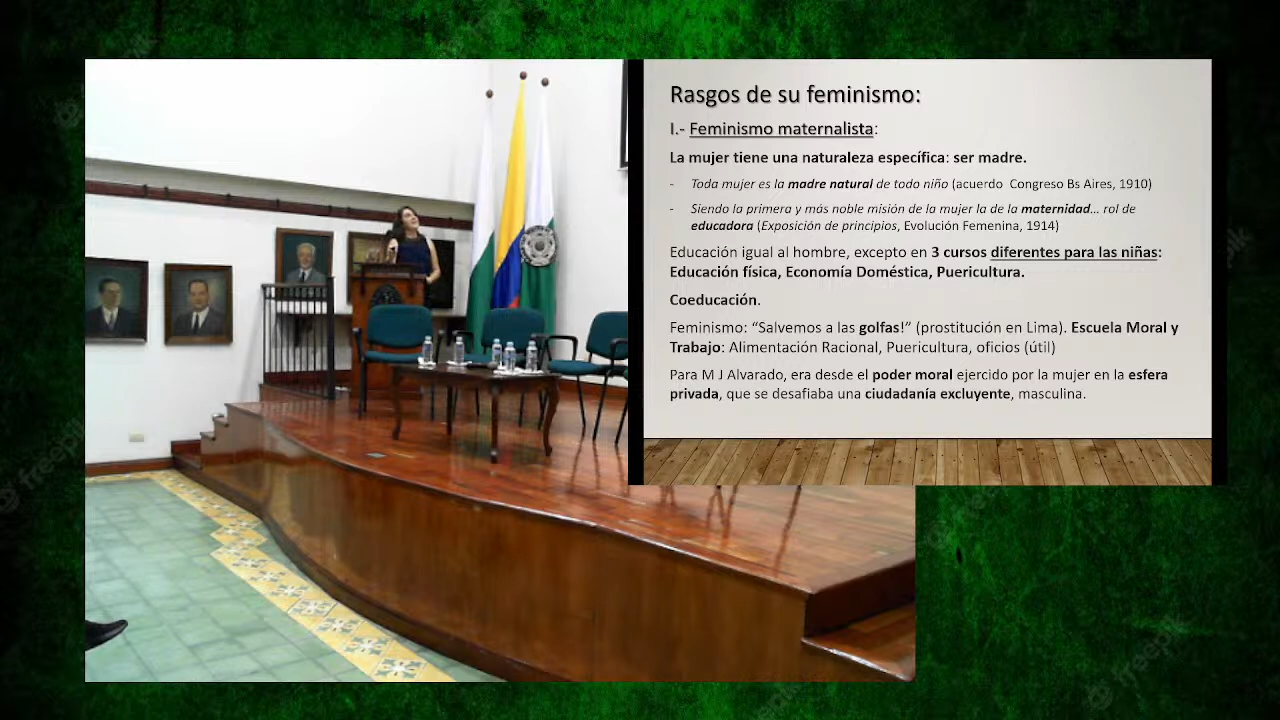 Rasgos de su feminismo:
I.- Feminismo maternalista:
La mujer tiene una naturaleza específica: ser madre.
- Toda mujer es la madre natural de todo niño (acuerdo Congreso Bs Aires, 1910)
- Siendo la primera y más noble misión de la mujer la de la maternidad... rol de
educadora (Exposición de principios, Evolución Femenina, 1914)
Educación igual al hombre, excepto en 3 cursos diferentes para las niñas:
Educación física, Economía Doméstica, Puericultura.
Coeducación.
Feminismo: “Salvemos a las golfas!” (prostitución en Lima). Escuela Moral y
Trabajo: Alimentación Racional, Puericultura, oficios (útil)
Para M J Alvarado, era desde el poder moral ejercido por la mujer en la esfera
privada, que se desafiaba una ciudadanía excluyente, masculina.
freepik
freepik